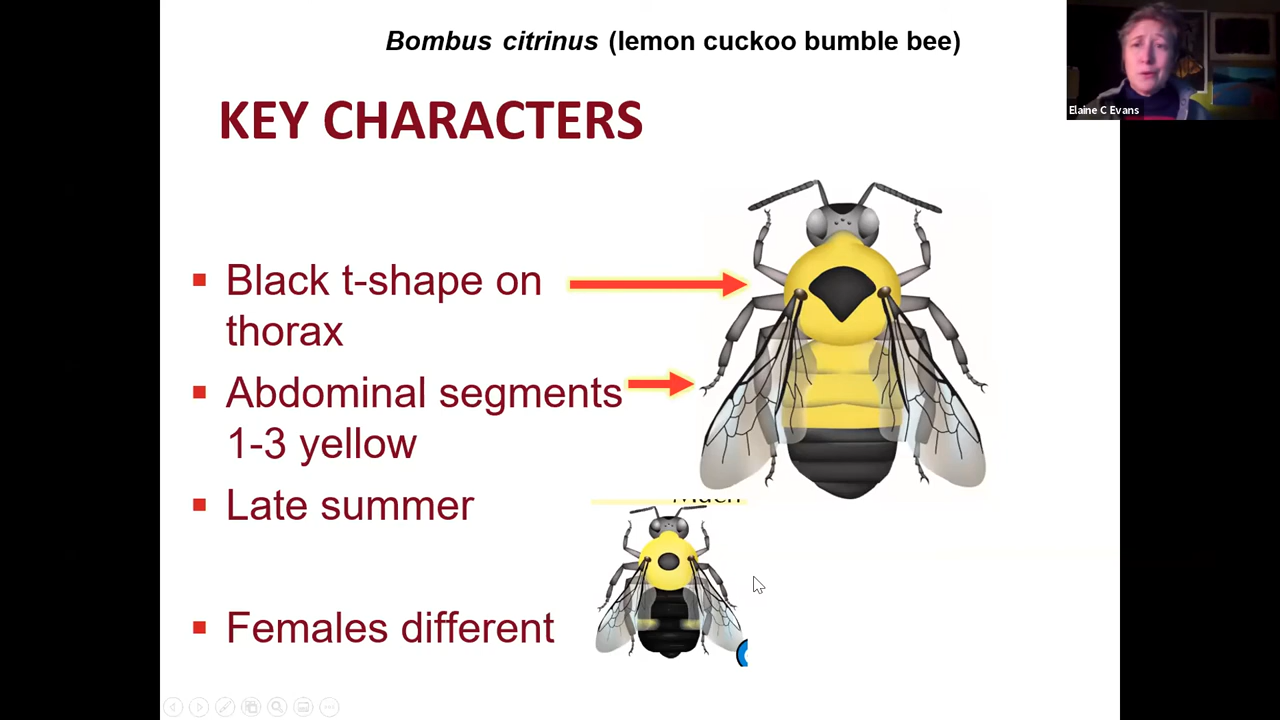 Bombus citrinus (lemon cuckoo bumble bee)
Elaine C Evans
KEY CHARACTERS
Black t-shape on
thorax
Abdominal segments
1-3 yellow
Late summer
Much
Females different